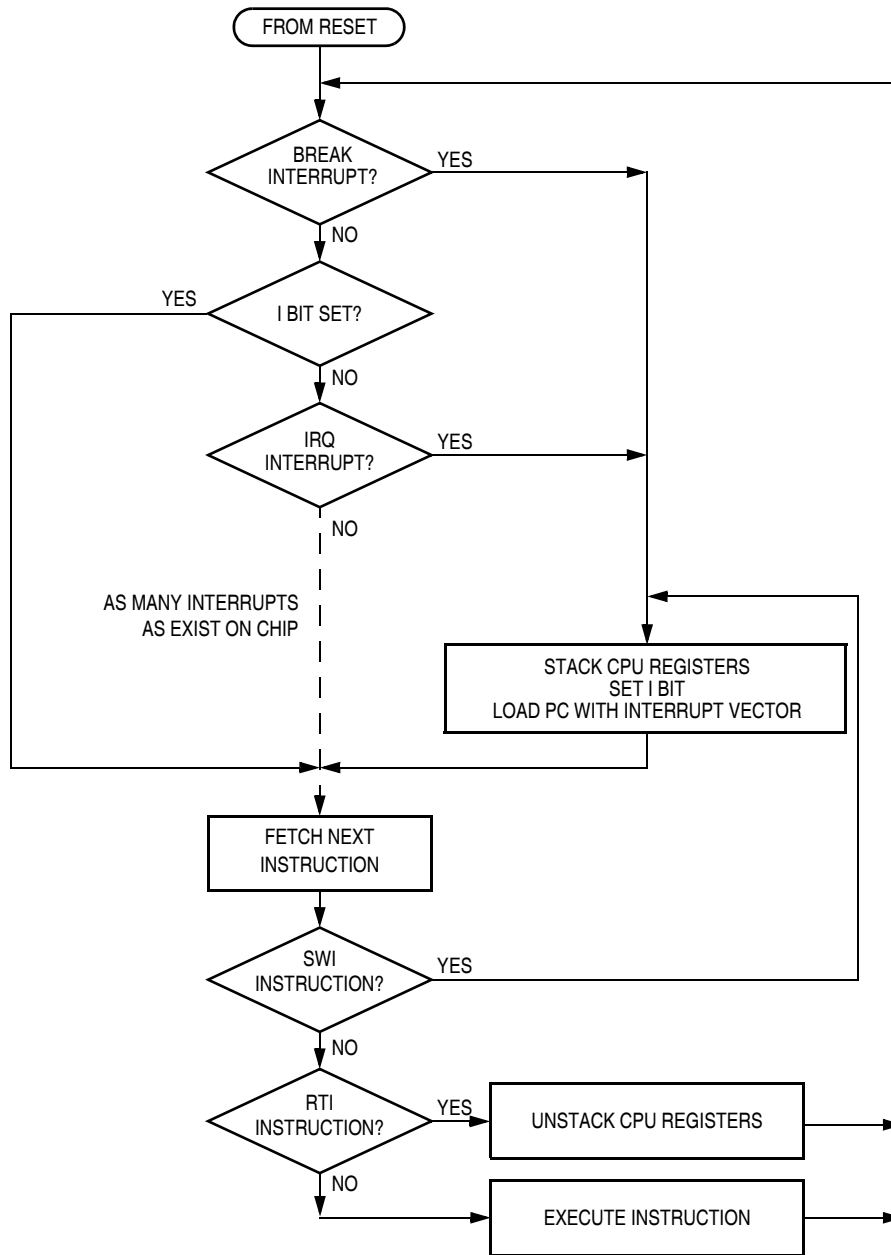 FROM RESET
BREAK
INTERRUPT?
YES
NO
YES
I BIT SET?
NO
IRQ
INTERRUPT?
YES
NO
AS MANY INTERRUPTS
AS EXIST ON CHIP
STACK CPU REGISTERS
SET I BIT
LOAD PC WITH INTERRUPT VECTOR
FETCH NEXT
INSTRUCTION
SWI
INSTRUCTION?
YES
NO
RTI
INSTRUCTION?
YES
UNSTACK CPU REGISTERS
NO
EXECUTE INSTRUCTION